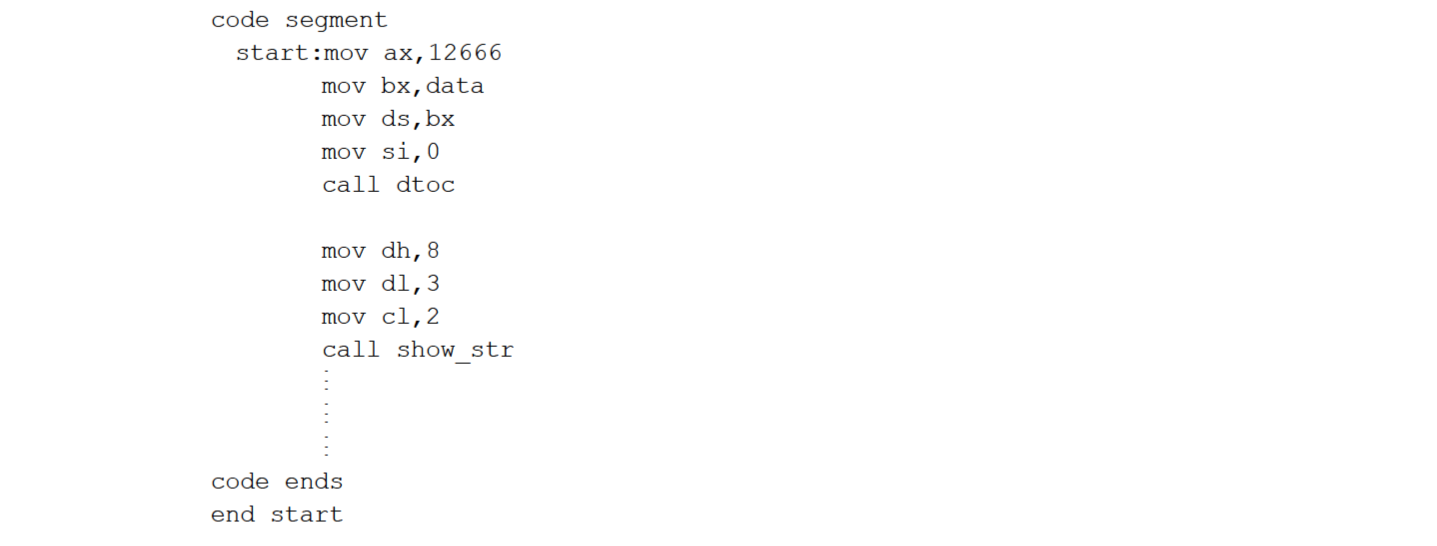 code segment
start:mov ax,12666
mov bx,data
mov ds,bx
mov si,0
call dtoc
mov dh,8
mov dl,3
mov cl,2
call show_str
⋮
⋮
⋮
code ends
end start